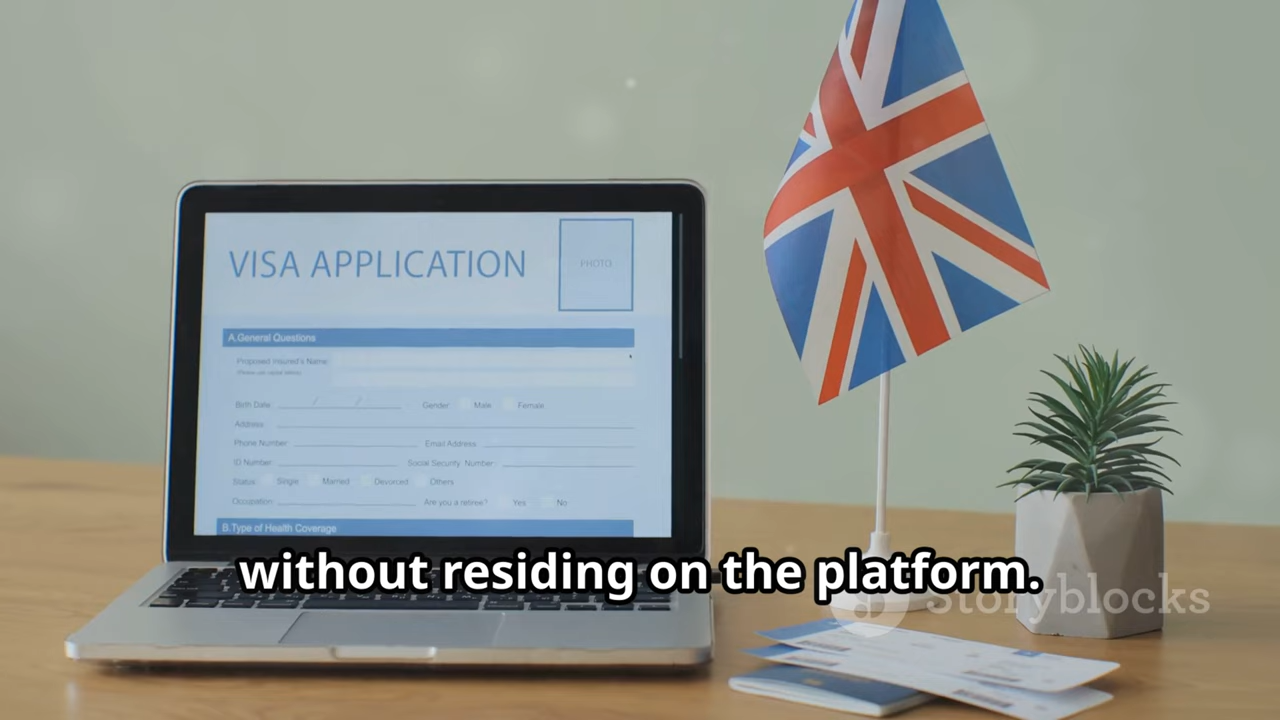 VISA APPLICATION
PHOTO
A.General Questions
Proposed Insured's Name:
Birth Date: / / Gender Male Female
Address:
Phone Number: Email Address:
ID Number: Social Security Number:
Status: Single Married Divorced Others
Occupation: Are you a retiree? Yes No
B.Type of Health Coverage
without residing on the platform.
Storyblocks